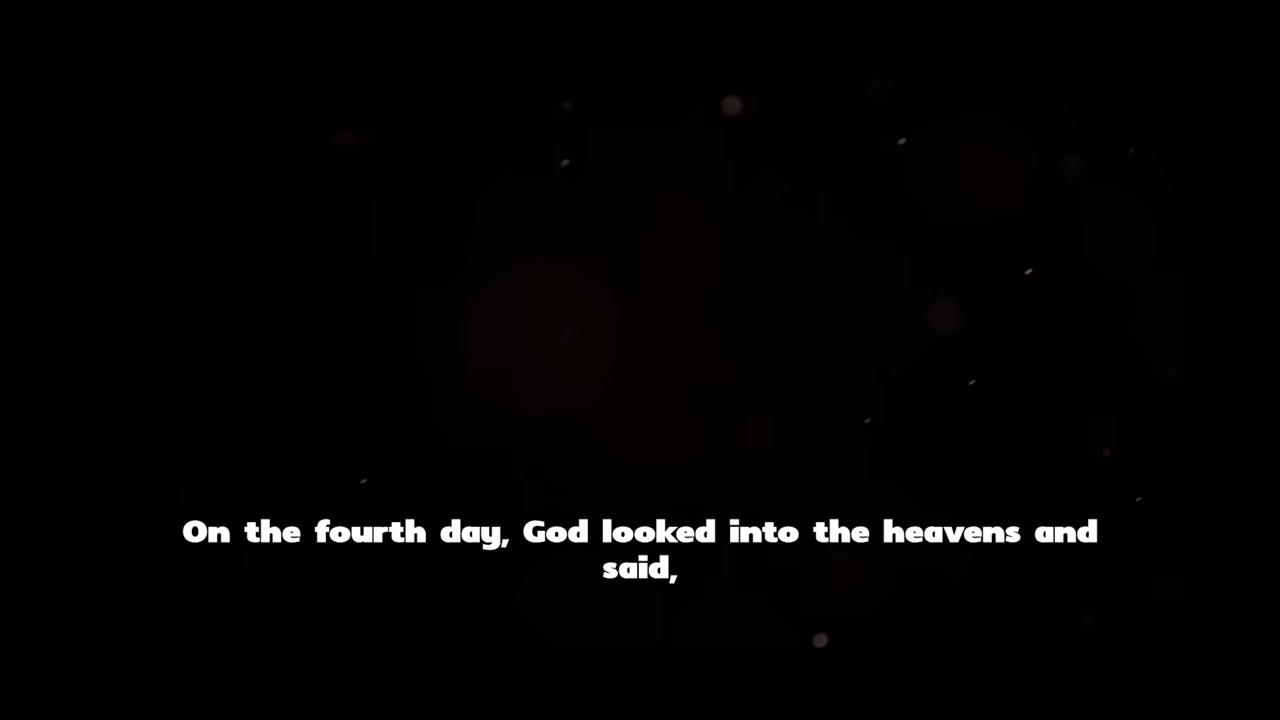 On the fourth day, God looked into the heavens and
said,